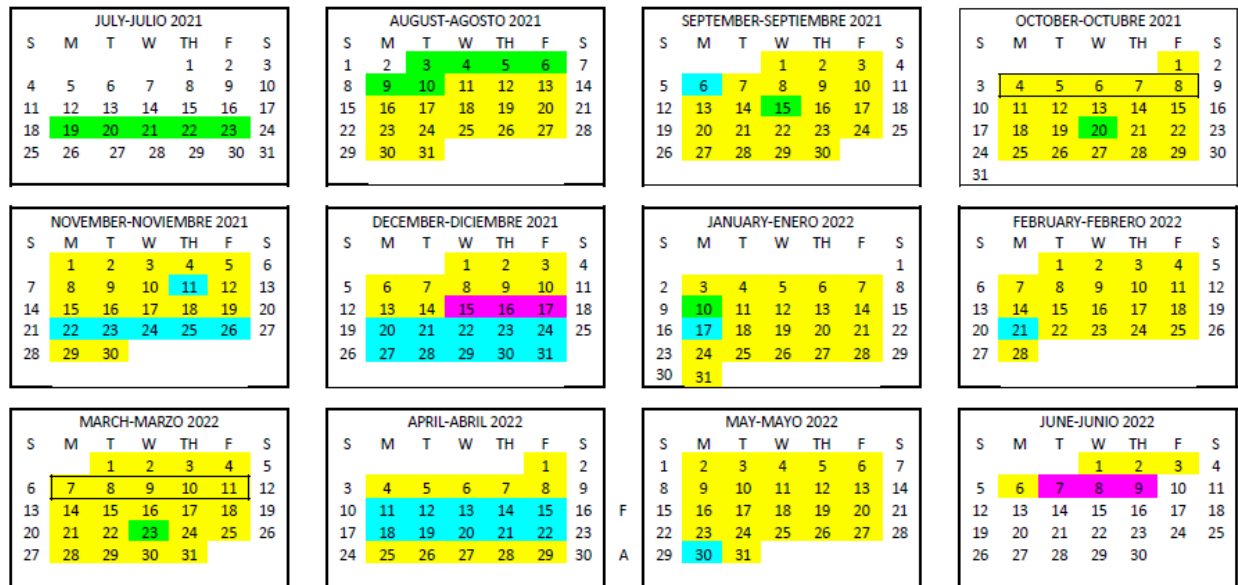 JULY-JULIO 2021
S M T W TH F S
1 2 3
4 5 6 7 8 9 10
11 12 13 14 15 16 17
18 19 20 21 22 23 24
25 26 27 28 29 30 31
AUGUST-AGOSTO 2021
S M T W TH F S
1 2 3 4 5 6 7
8 9 10 11 12 13 14
15 16 17 18 19 20 21
22 23 24 25 26 27 28
29 30 31
SEPTEMBER-SEPTIEMBRE 2021
S M T W TH F S
1 2 3 4
5 6 7 8 9 10 11
12 13 14 15 16 17 18
19 20 21 22 23 24 25
26 27 28 29 30
OCTOBER-OCTUBRE 2021
S M T W TH F S
1 2
3 4 5 6 7 8 9
10 11 12 13 14 15 16
17 18 19 20 21 22 23
24 25 26 27 28 29 30
31
NOVEMBER-NOVIEMBRE 2021
S M T W TH F S
1 2 3 4 5 6
7 8 9 10 11 12 13
14 15 16 17 18 19 20
21 22 23 24 25 26 27
28 29 30
DECEMBER-DICIEMBRE 2021
S M T W TH F S
1 2 3 4
5 6 7 8 9 10 11
12 13 14 15 16 17 18
19 20 21 22 23 24 25
26 27 28 29 30 31
JANUARY-ENERO 2022
S M T W TH F S
1
2 3 4 5 6 7 8
9 10 11 12 13 14 15
16 17 18 19 20 21 22
23 24 25 26 27 28 29
30 31
FEBRUARY-FEBRERO 2022
S M T W TH F S
1 2 3 4 5
6 7 8 9 10 11 12
13 14 15 16 17 18 19
20 21 22 23 24 25 26
27 28
MARCH-MARZO 2022
S M T W TH F S
1 2 3 4 5
6 7 8 9 10 11 12
13 14 15 16 17 18 19
20 21 22 23 24 25 26
27 28 29 30 31
APRIL-ABRIL 2022
S M T W TH F S
1 2
3 4 5 6 7 8 9
10 11 12 13 14 15 16
17 18 19 20 21 22 23
24 25 26 27 28 29 30
F
A
MAY-MAYO 2022
S M T W TH F S
1 2 3 4 5 6 7
8 9 10 11 12 13 14
15 16 17 18 19 20 21
22 23 24 25 26 27 28
29 30 31
JUNE-JUNIO 2022
S M T W TH F S
1 2 3 4
5 6 7 8 9 10 11
12 13 14 15 16 17 18
19 20 21 22 23 24 25
26 27 28 29 30